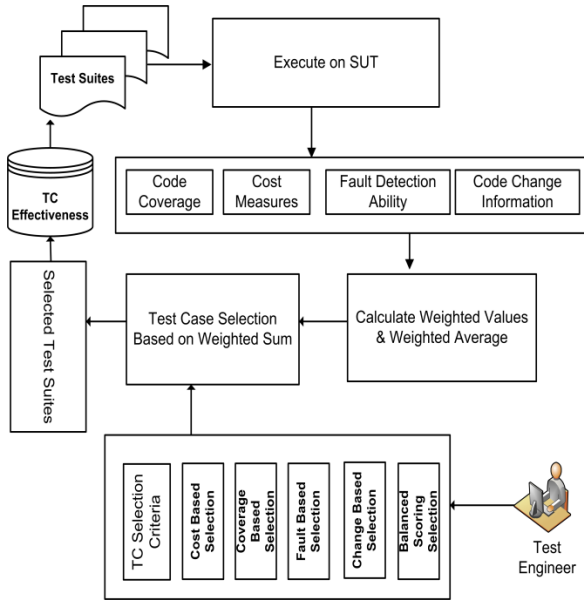 Test Suites
Execute on SUT
Code
Coverage
Cost
Measures
Fault Detection
Ability
Code Change
Information
TC
Effectiveness
Selected Test Suites
Test Case Selection
Based on Weighted Sum
Calculate Weighted Values
& Weighted Average
TC Selection
Criteria
Cost Based
Selection
Coverage
Based
Selection
Fault Based
Selection
Change Based
Selection
Balanced
Scoring
Selection
Test
Engineer